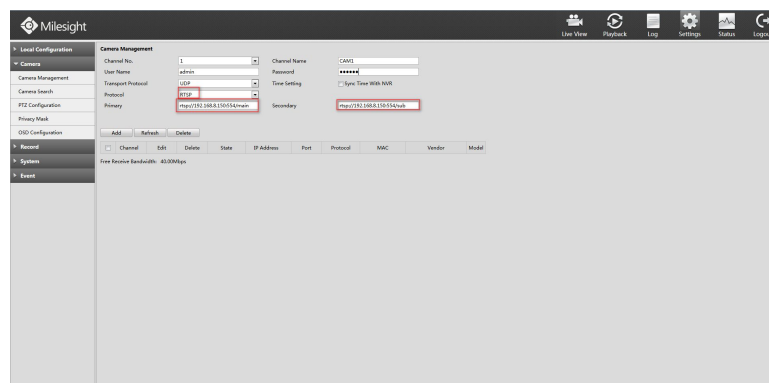 Milesight
Live View Playback Log Settings Status Logou
Local Configuration
Camera
Camera Management
Camera Search
PTZ Configuration
Privacy Mask
OSD Configuration
Record
System
Event
Camera Management
Channel No. 1 Channel Name CAM1
User Name admin Password ●●●●●●
Transport Protocol UDP Time Setting Sync Time With NVR
Protocol RTSP
Primary rtsp://192.168.8.150:554/main Secondary rtsp://192.168.8.150:554/sub
Add Refresh Delete
Channel Edit Delete State IP Address Port Protocol MAC Vendor Model
Free Receive Bandwidth: 40.00Mbps